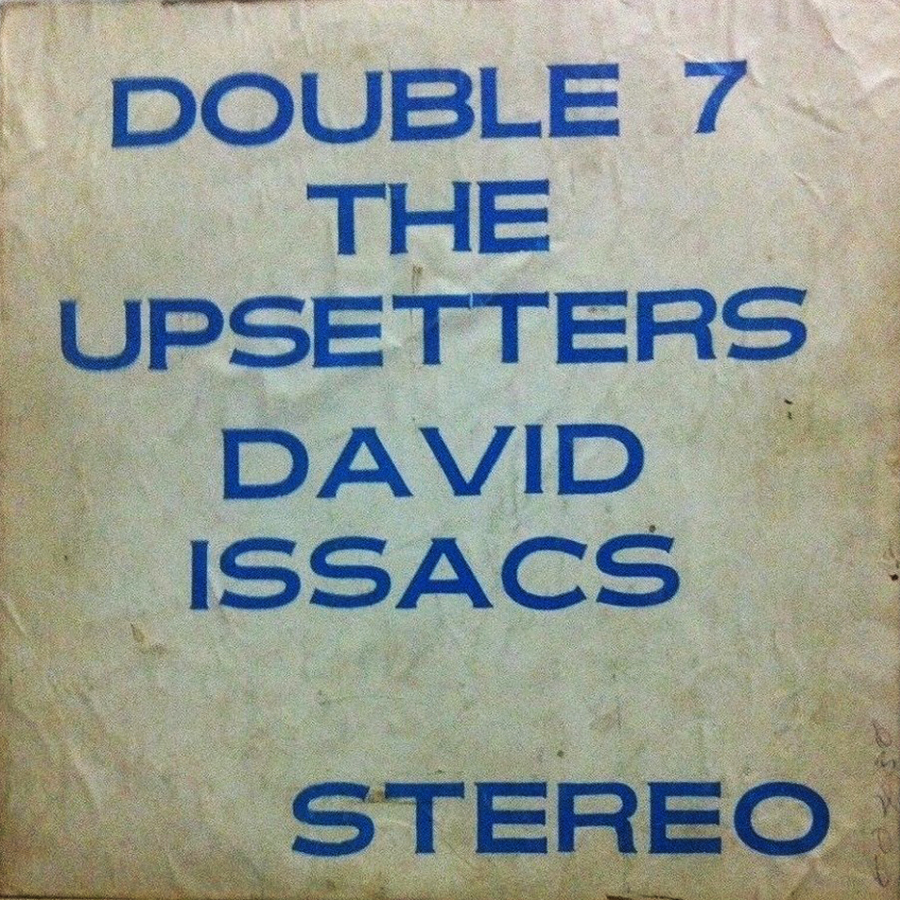 DOUBLE 7
THE
UPSETTERS
DAVID
ISSACS
STEREO